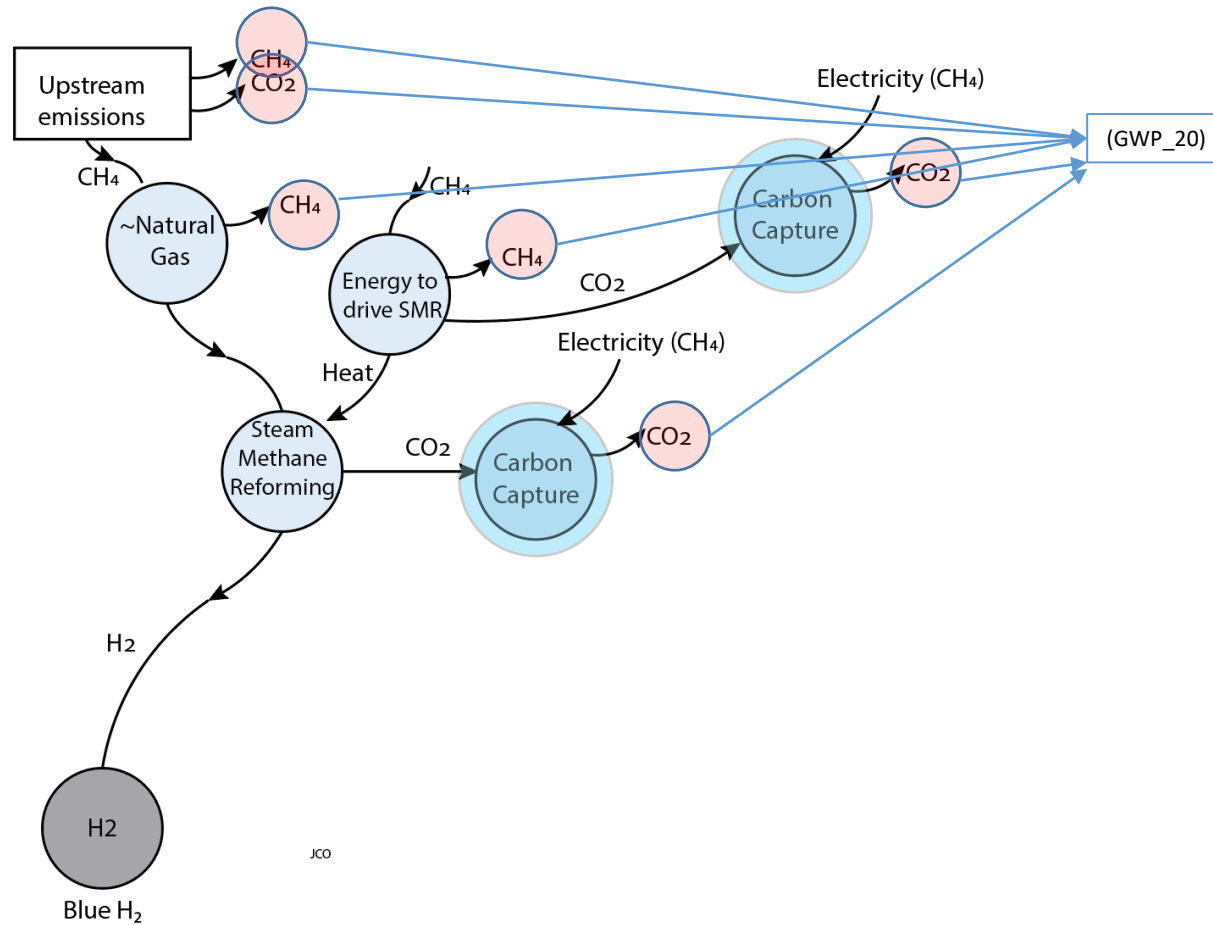 CH₄
CO2
Upstream
emissions
Electricity (CH₄)
(GWP_20)
CH₄
CH₄
CO2
~Natural
Gas
CH₄
Carbon
Capture
CH₄
Energy to
drive SMR
CO2
Electricity (CH₄)
Heat
Steam
Methane
Reforming
CO2
CO2
Carbon
Capture
H2
H2
JCO
Blue H₂